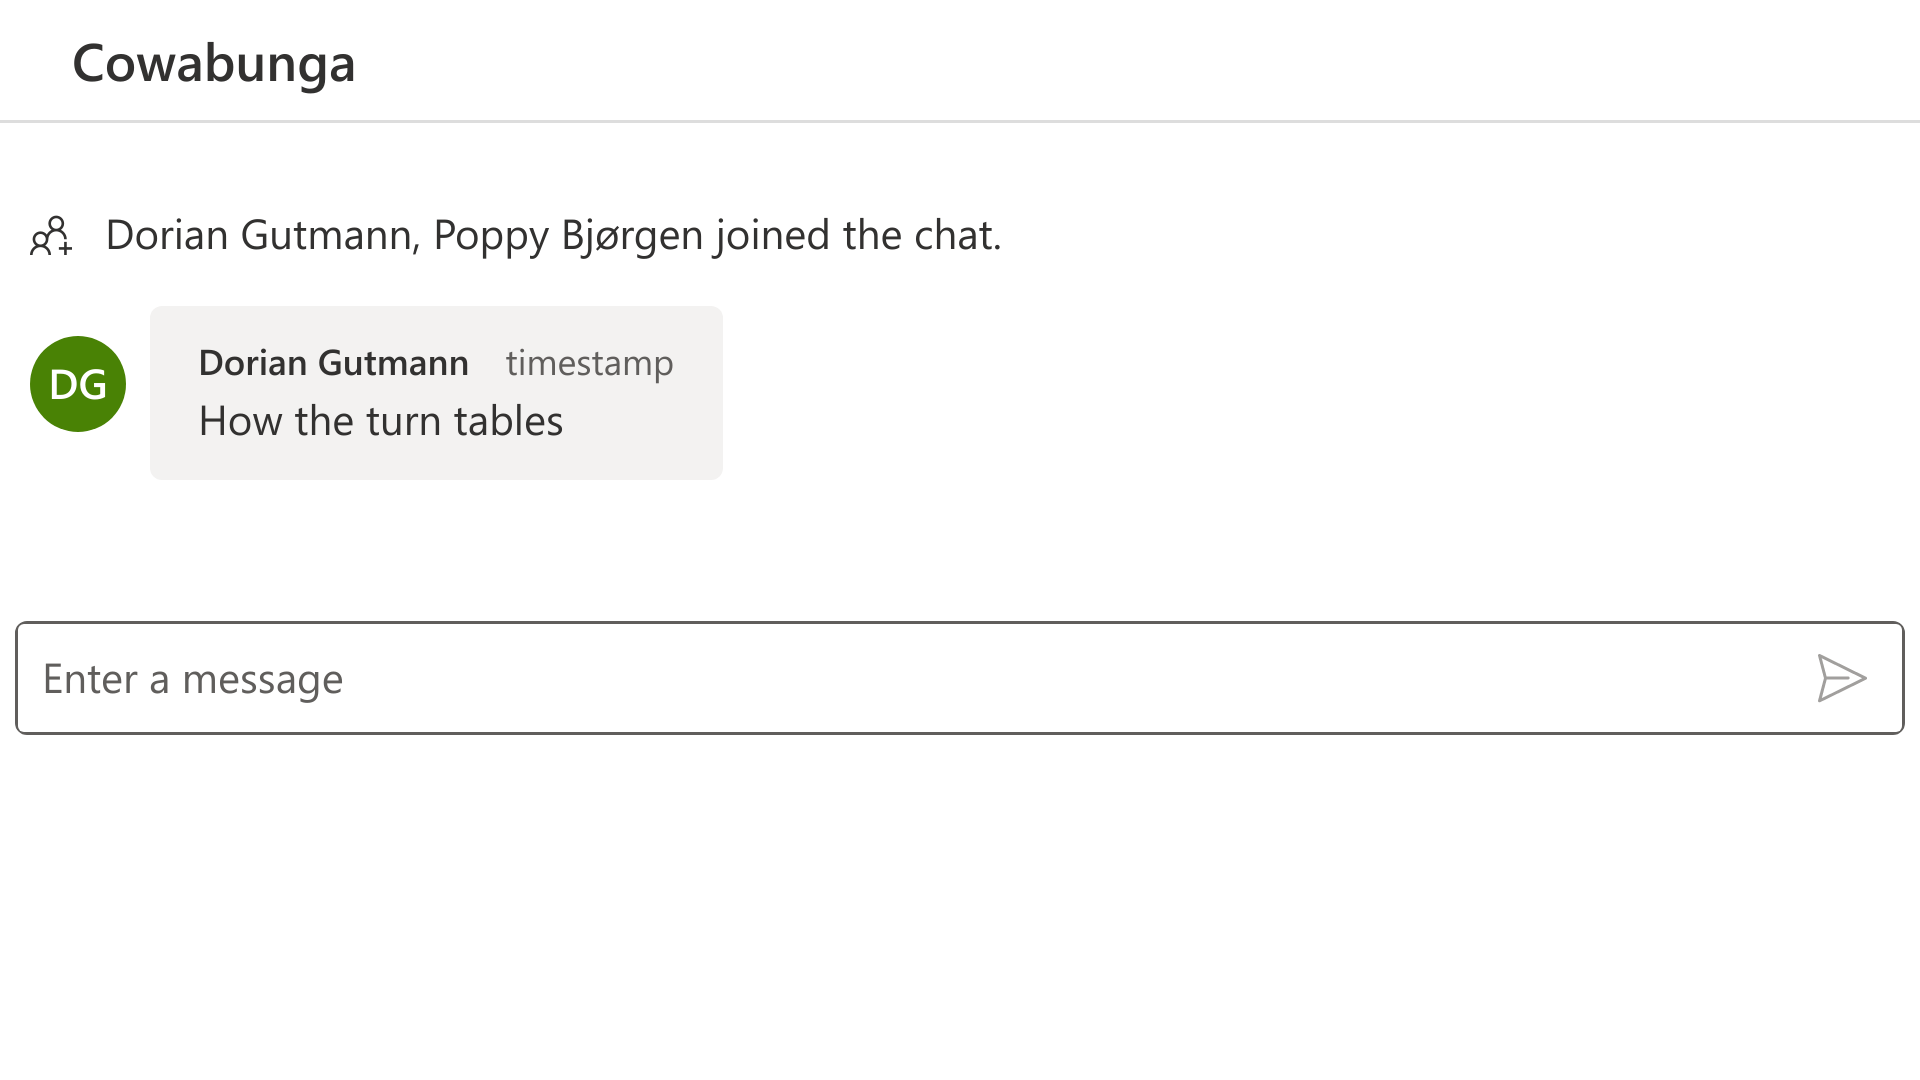 Cowabunga
Dorian Gutmann, Poppy Bjørgen joined the chat.
DG
Dorian Gutmann timestamp
How the turn tables
Enter a message